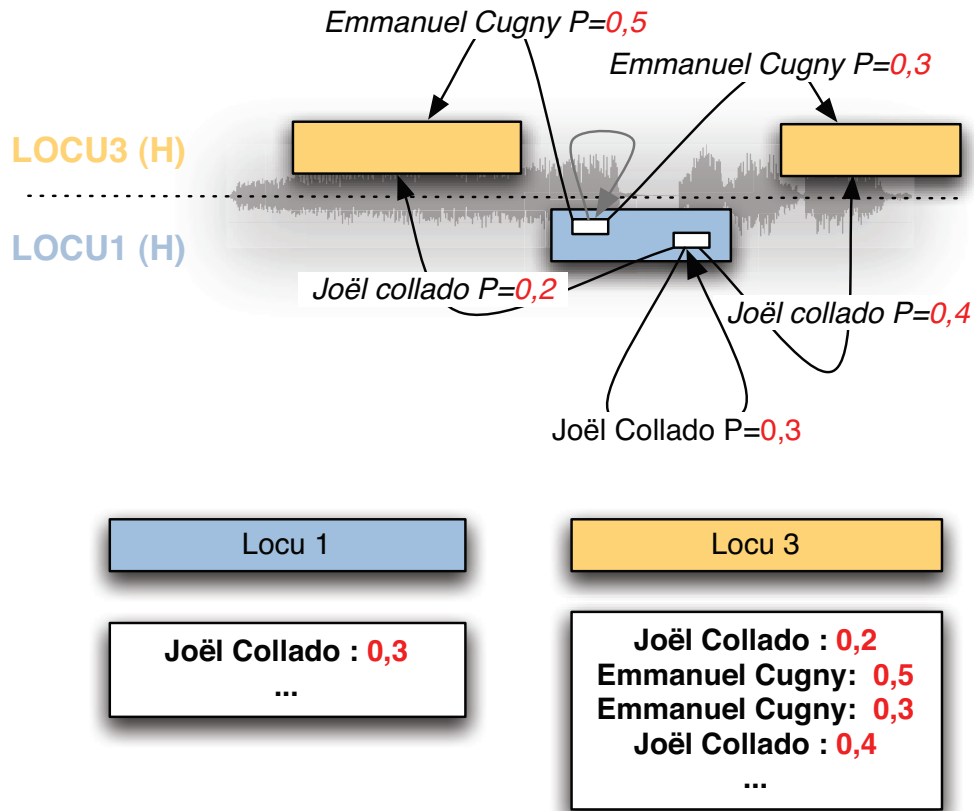 Emmanuel Cugny P=0,5
Emmanuel Cugny P=0,3
LOCU3 (H)
LOCU1 (H)
Joël collado P=0,2
Joël collado P=0,4
Joël Collado P=0,3
Locu 1
Locu 3
Joël Collado : 0,3
...
Joël Collado : 0,2
Emmanuel Cugny: 0,5
Emmanuel Cugny: 0,3
Joël Collado : 0,4
...